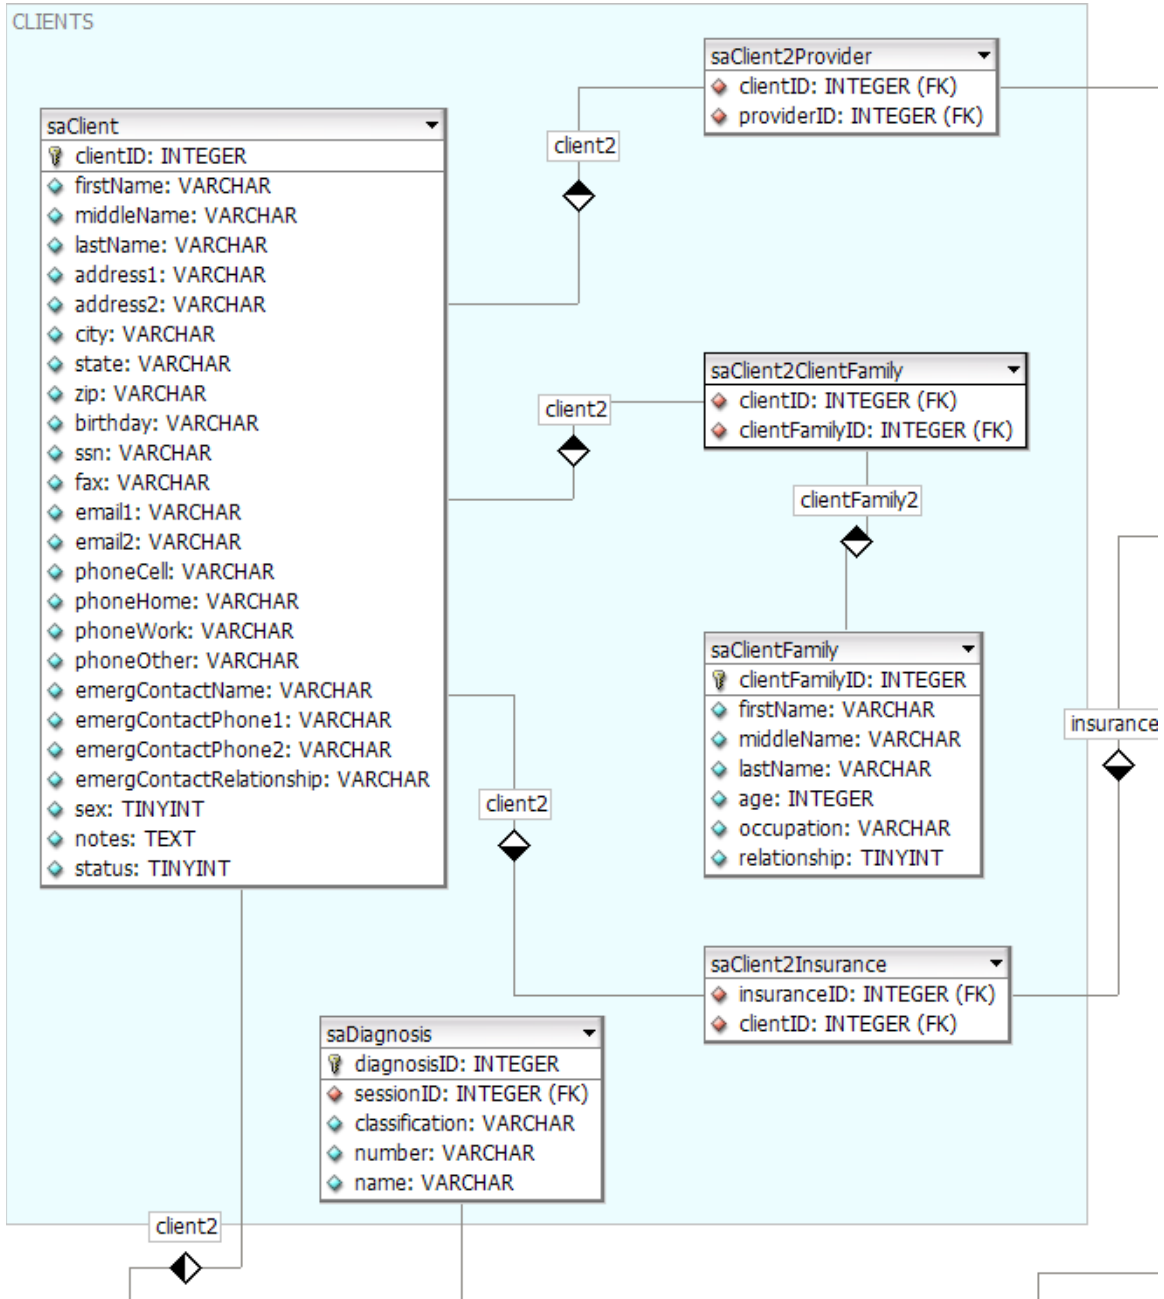 CLIENTS
saClient
clientID: INTEGER
firstName: VARCHAR
middleName: VARCHAR
lastName: VARCHAR
address1: VARCHAR
address2: VARCHAR
city: VARCHAR
state: VARCHAR
zip: VARCHAR
birthday: VARCHAR
ssn: VARCHAR
fax: VARCHAR
email1: VARCHAR
email2: VARCHAR
phoneCell: VARCHAR
phoneHome: VARCHAR
phoneWork: VARCHAR
phoneOther: VARCHAR
emergContactName: VARCHAR
emergContactPhone1: VARCHAR
emergContactPhone2: VARCHAR
emergContactRelationship: VARCHAR
sex: TINYINT
notes: TEXT
status: TINYINT
client2
saClient2Provider
clientID: INTEGER (FK)
providerID: INTEGER (FK)
client2
saClient2ClientFamily
clientID: INTEGER (FK)
clientFamilyID: INTEGER (FK)
clientFamily2
saClientFamily
clientFamilyID: INTEGER
firstName: VARCHAR
middleName: VARCHAR
lastName: VARCHAR
age: INTEGER
occupation: VARCHAR
relationship: TINYINT
insurance
client2
saClient2Insurance
insuranceID: INTEGER (FK)
clientID: INTEGER (FK)
saDiagnosis
diagnosisID: INTEGER
sessionID: INTEGER (FK)
classification: VARCHAR
number: VARCHAR
name: VARCHAR
client2